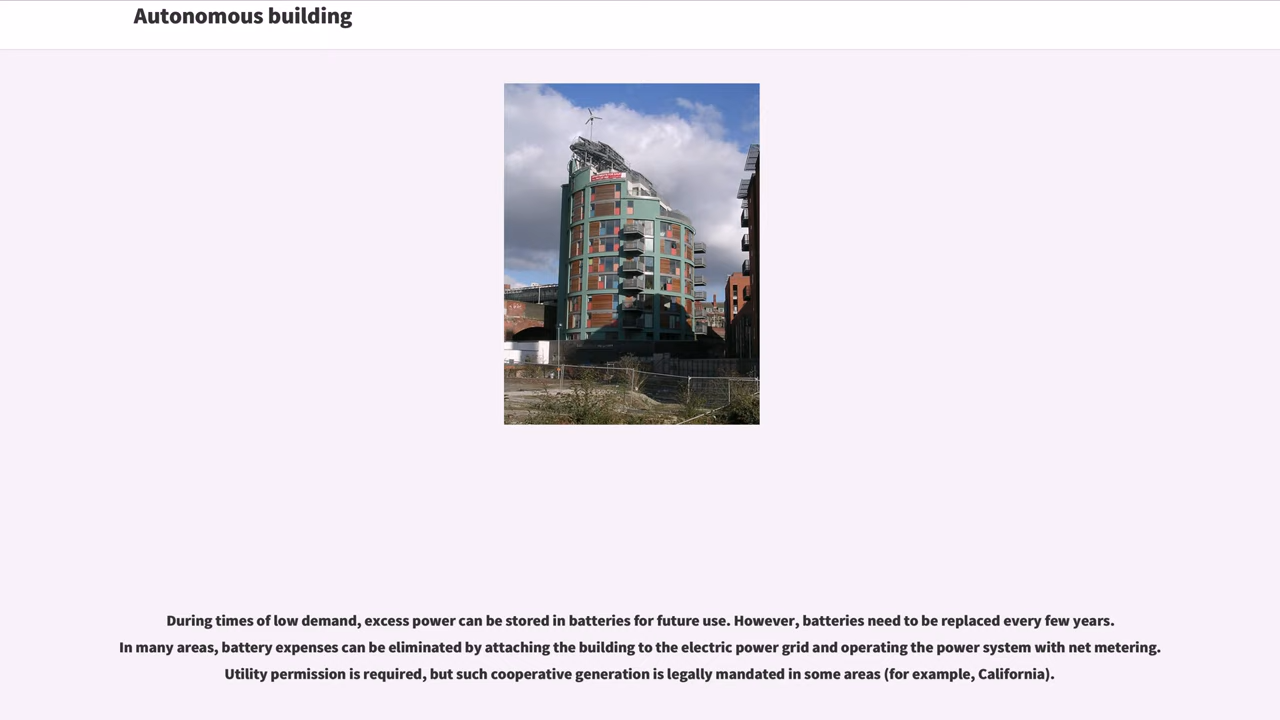 Autonomous building
During times of low demand, excess power can be stored in batteries for future use. However, batteries need to be replaced every few years.
In many areas, battery expenses can be eliminated by attaching the building to the electric power grid and operating the power system with net metering.
Utility permission is required, but such cooperative generation is legally mandated in some areas (for example, California).